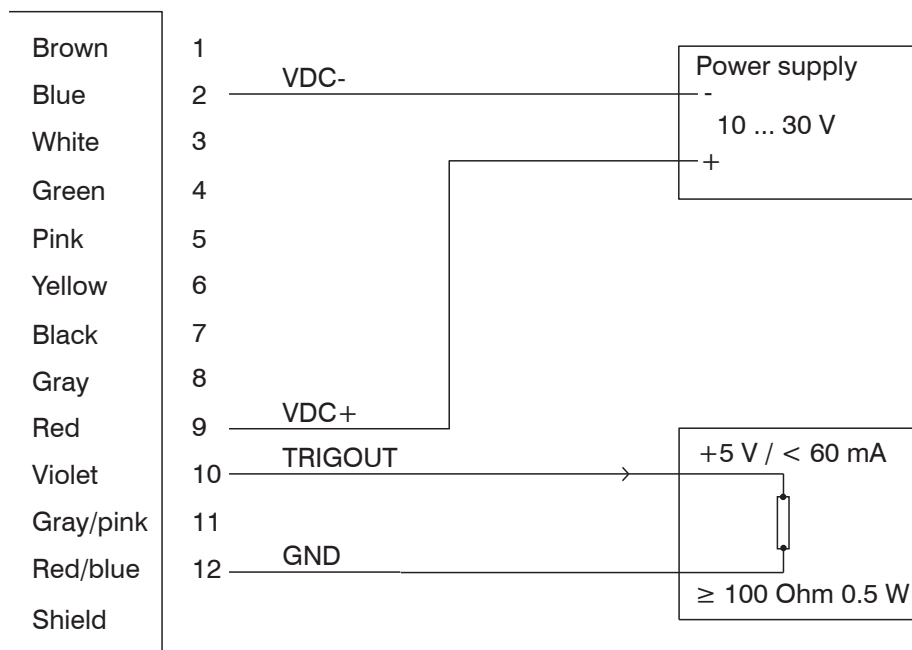 Brown 1
VDC-
Power supply
Blue 2
-
10 ... 30 V
White 3
+
Green 4
Pink 5
Yellow 6
Black 7
Gray 8
VDC+
Red 9
TRIGOUT
+5 V / < 60 mA
Violet 10
Gray/pink 11
GND
Red/blue 12
≥ 100 Ohm 0.5 W
Shield